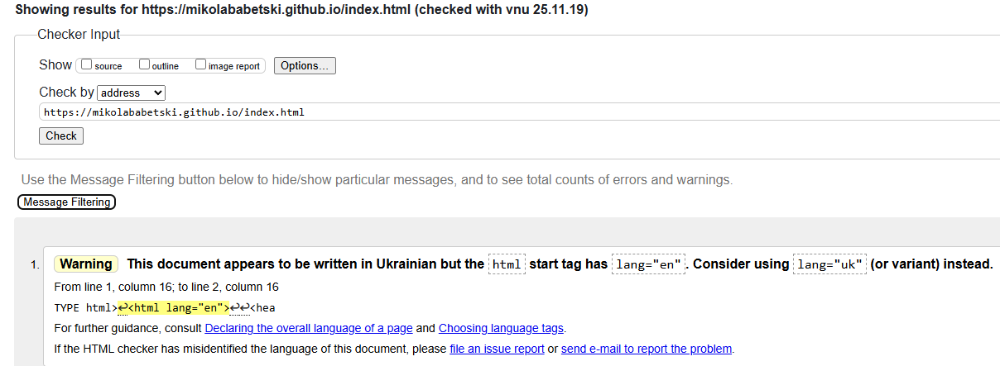 Showing results for https://mikolababetski.github.io/index.html (checked with vnu 25.11.19)
Checker Input
Show source outline image report Options...
Check by address
https://mikolababetski.github.io/index.html
Check
Use the Message Filtering button below to hide/show particular messages, and to see total counts of errors and warnings.
Message Filtering
1. Warning This document appears to be written in Ukrainian but the html start tag has lang="en". Consider using lang="uk" (or variant) instead.
From line 1, column 16; to line 2, column 16
TYPE html>↩<html lang="en">↩↩<hea
For further guidance, consult Declaring the overall language of a page and Choosing language tags.
If the HTML checker has misidentified the language of this document, please file an issue report or send e-mail to report the problem.